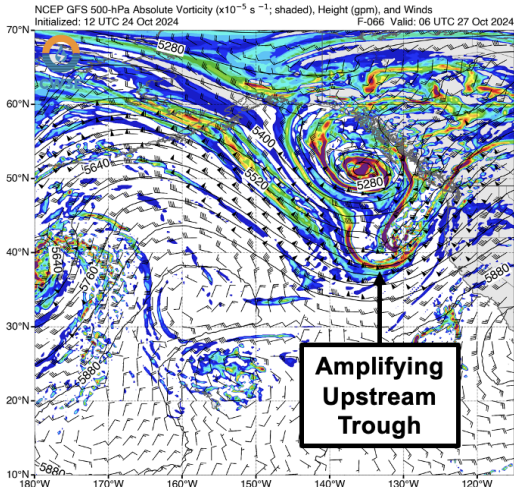 NCEP GFS 500-hPa Absolute Vorticity (x10⁻⁵ s ⁻¹; shaded), Height (gpm), and Winds
Initialized: 12 UTC 24 Oct 2024 F-066 Valid: 06 UTC 27 Oct 2024
70°N
5280
60°N
5400
5640
5520
50°N
5280
40°N
5640
5760
5880
30°N
5880
Amplifying
Upstream
Trough
20°N
10°N
5880
180°W 170°W 160°W 150°W 140°W 130°W 120°W